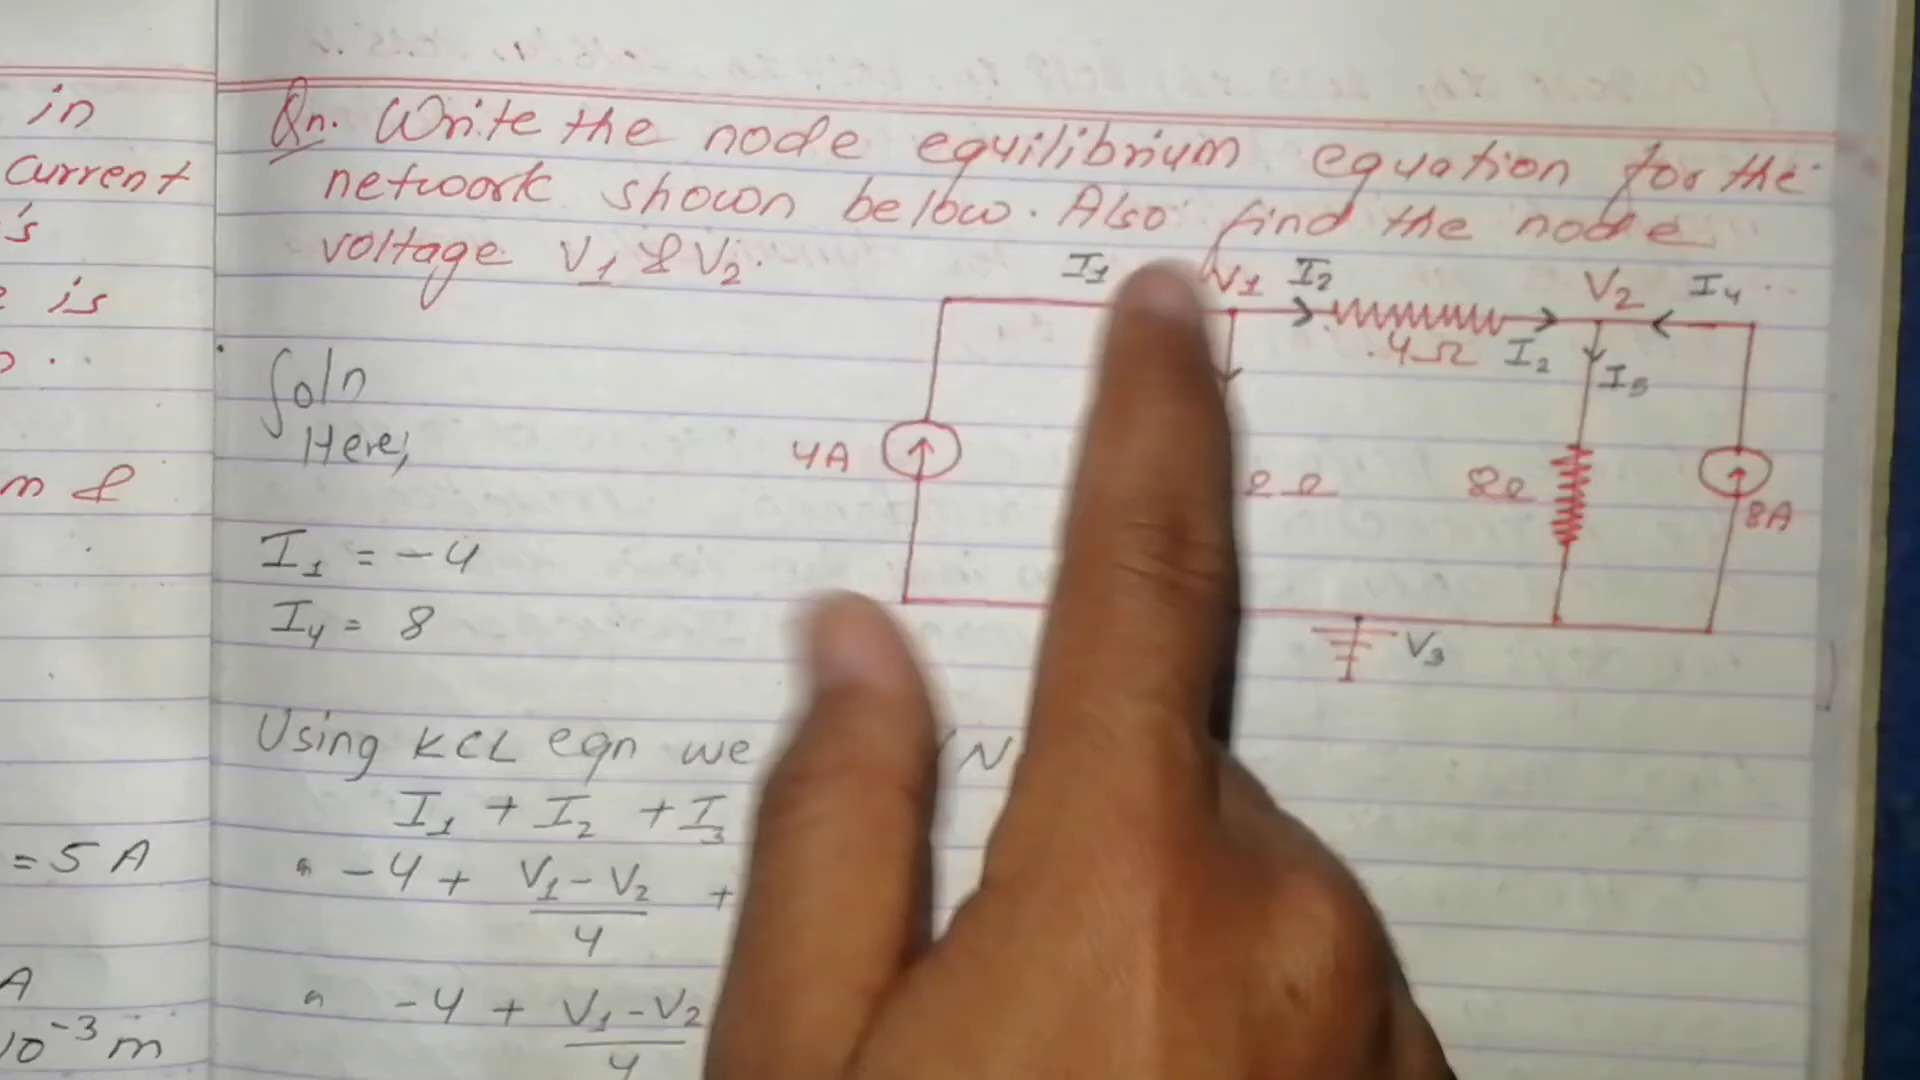 in
current
's
is
m &
= 5 A
A
10⁻³ m
Qn. Write the node equilibrium equation for the
network shown below. Also find the node
voltage V1 & V2.
I1
V1
I2
V2
I4
4Ω
I2
I5
4A
2Ω
8Ω
8A
V3
Soln
Here;
I1 = -4
I4 = 8
Using KCL eqn we
I1 + I2 + I3
-4 + V1 - V2 / 4 +
-4 + V1 - V2 / 4